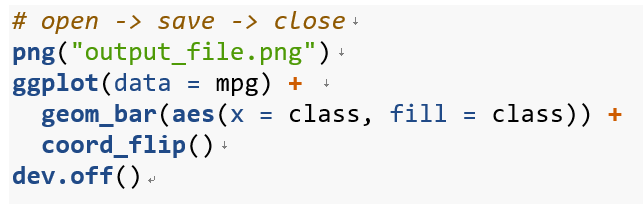 # open -> save -> close
png("output_file.png")
ggplot(data = mpg) +
  geom_bar(aes(x = class, fill = class)) +
  coord_flip()
dev.off()